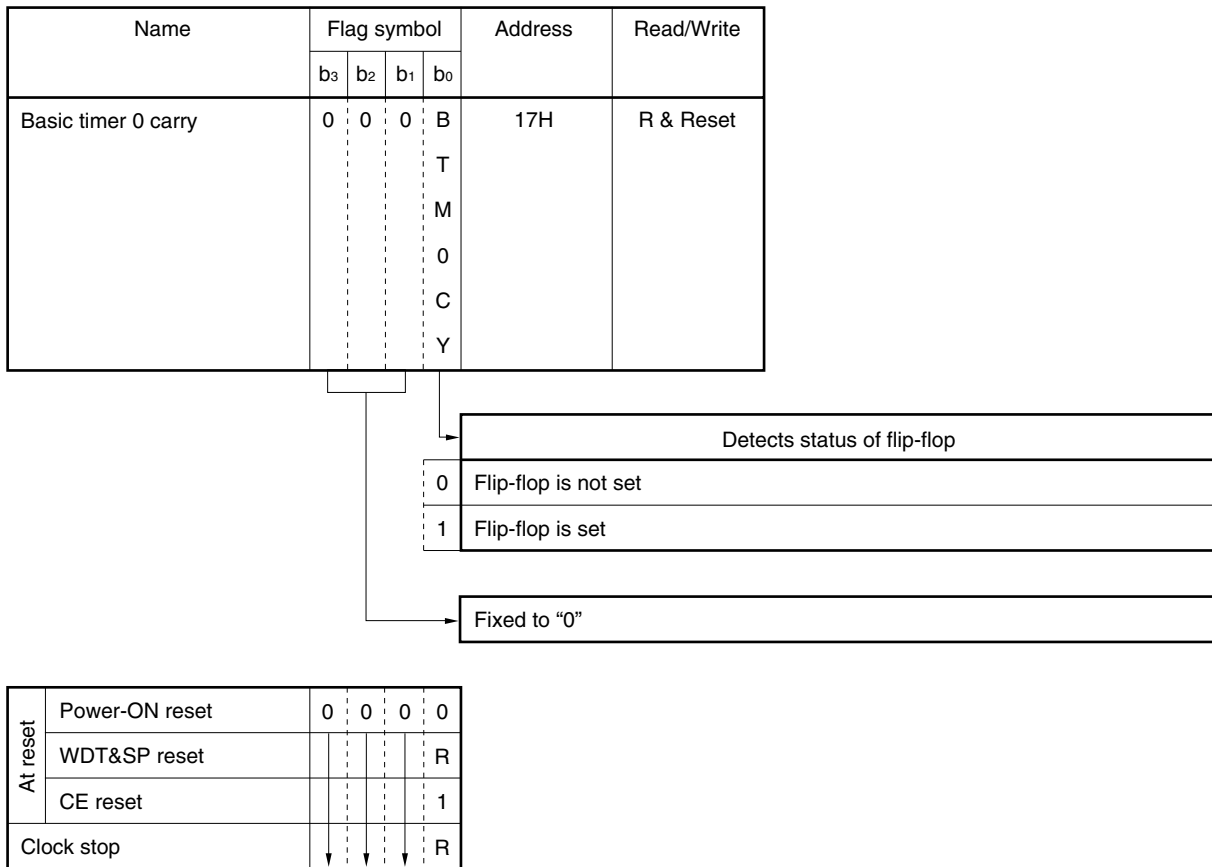 Name Flag symbol Address Read/Write
b3 b2 b1 b0
Basic timer 0 carry 0 0 0 B 17H R & Reset
T
M
0
C
Y
Detects status of flip-flop
0 Flip-flop is not set
1 Flip-flop is set
Fixed to “0”
At reset
Power-ON reset 0 0 0 0
WDT&SP reset R
CE reset 1
Clock stop R